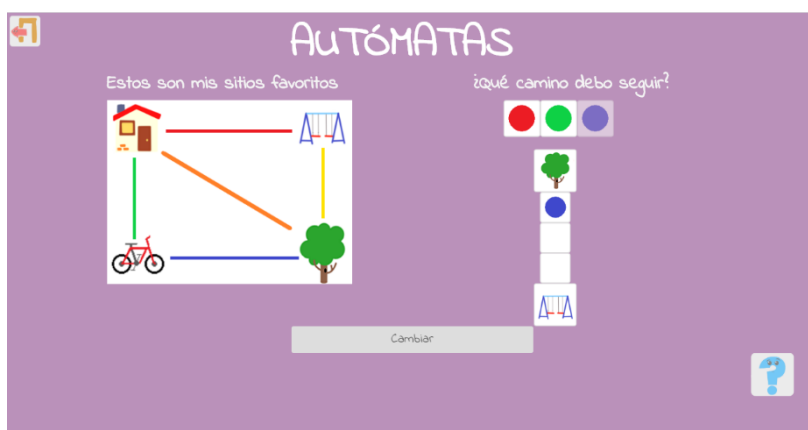 AUTÓMATAS
Estos son mis sitios favoritos
¿Qué camino debo seguir?
Cambiar
?